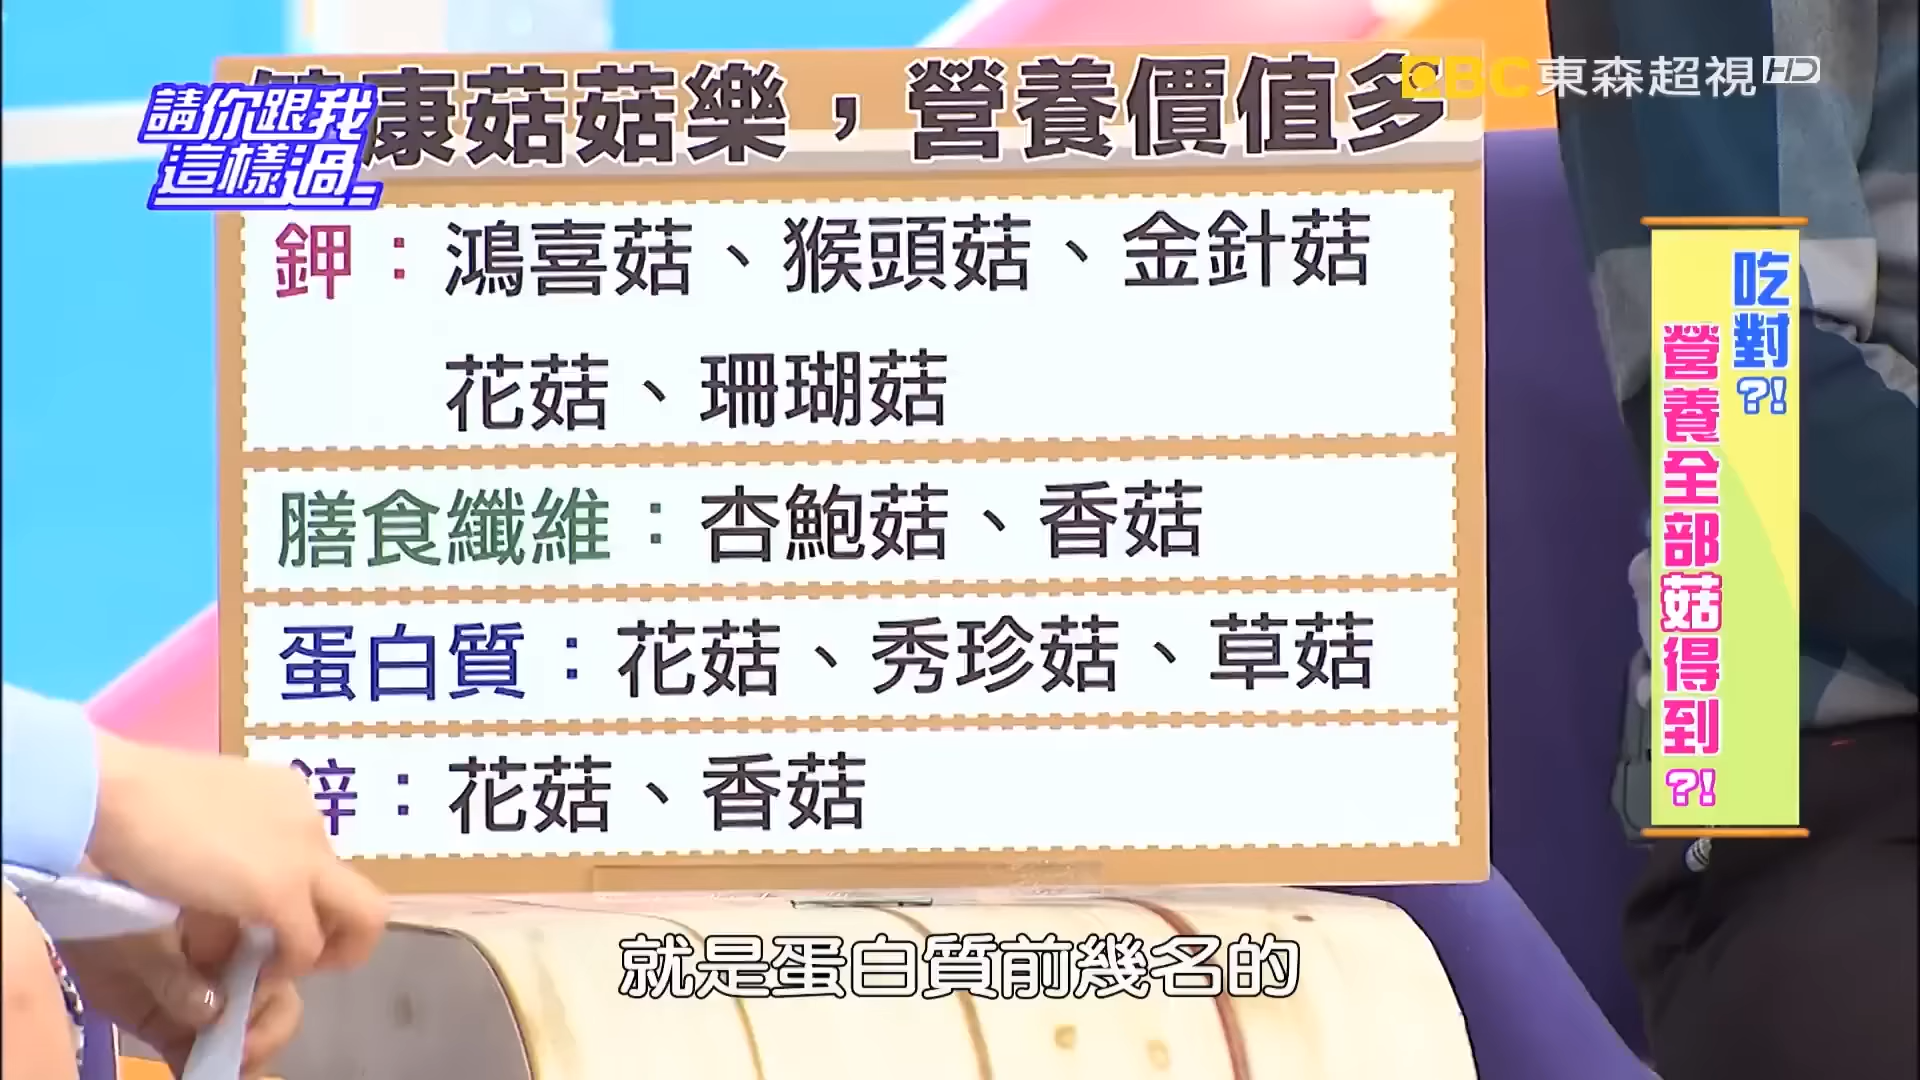 健康菇菇樂，營養價值多
EBC東森超視HD
請你跟我
這樣過
鉀：鴻喜菇、猴頭菇、金針菇
花菇、珊瑚菇
膳食纖維：杏鮑菇、香菇
蛋白質：花菇、秀珍菇、草菇
鋅：花菇、香菇
吃對?!
營養全部菇得到?!
就是蛋白質前幾名的